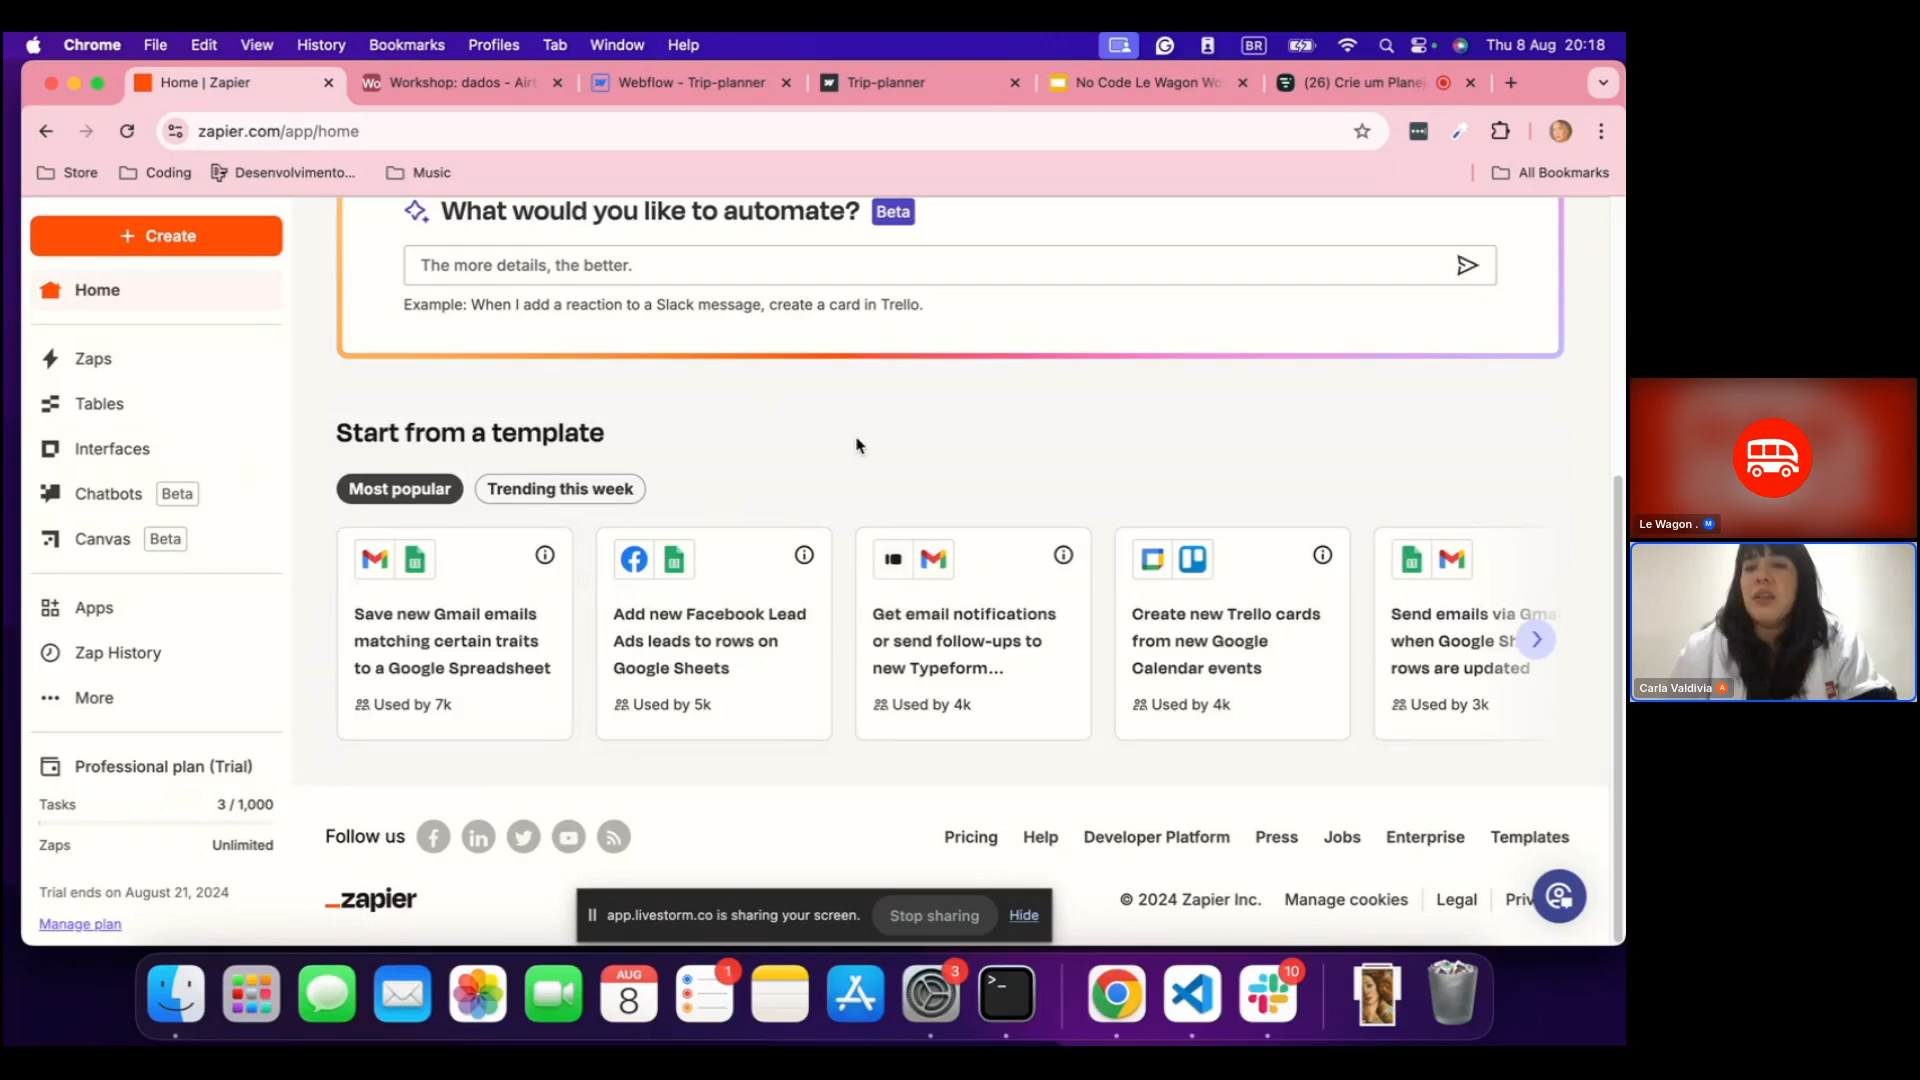 Chrome File Edit View History Bookmarks Profiles Tab Window Help BR Thu 8 Aug 20:18
Home | Zapier
Wo Workshop: dados - Airt
Webflow - Trip-planner
Trip-planner
No Code Le Wagon Wo
(26) Crie um Plane
zapier.com/app/home
Store Coding Desenvolvimento... Music All Bookmarks
+ Create
Home
Zaps
Tables
Interfaces
Chatbots Beta
Canvas Beta
Apps
Zap History
More
Professional plan (Trial)
Tasks 3 / 1,000
Zaps Unlimited
Trial ends on August 21, 2024
Manage plan
What would you like to automate? Beta
The more details, the better.
Example: When I add a reaction to a Slack message, create a card in Trello.
Start from a template
Most popular Trending this week
Save new Gmail emails
matching certain traits
to a Google Spreadsheet
Used by 7k
Add new Facebook Lead
Ads leads to rows on
Google Sheets
Used by 5k
Get email notifications
or send follow-ups to
new Typeform...
Used by 4k
Create new Trello cards
from new Google
Calendar events
Used by 4k
Send emails via Gma
when Google Sh
rows are updated
Used by 3k
Follow us
Pricing Help Developer Platform Press Jobs Enterprise Templates
zapier
© 2024 Zapier Inc. Manage cookies Legal Priv
app.livestorm.co is sharing your screen. Stop sharing Hide
AUG
8
1
3
10
Le Wagon . M
Carla Valdivia A